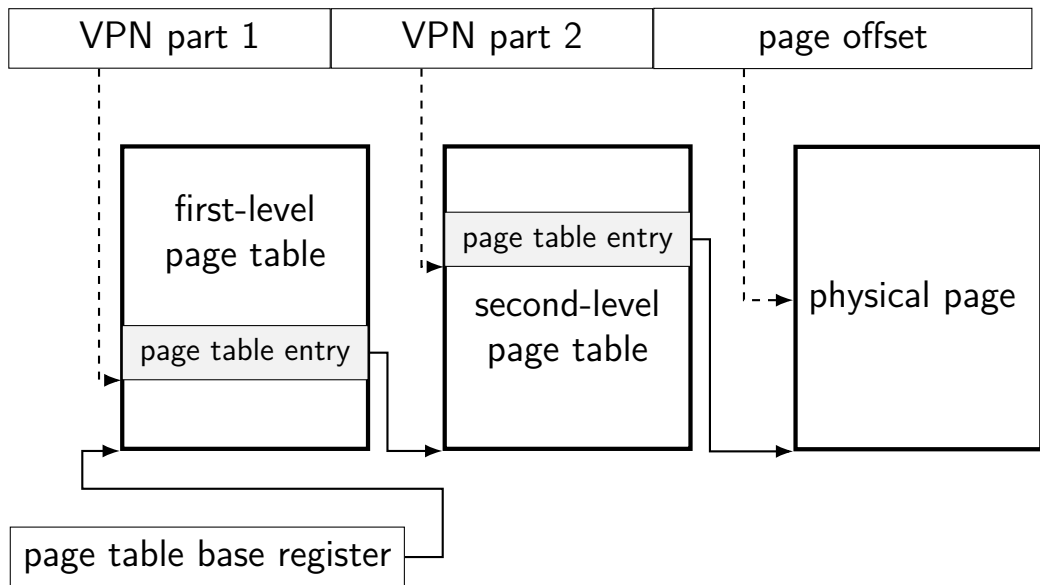 VPN part 1
VPN part 2
page offset
first-level
page table
page table entry
page table entry
second-level
page table
physical page
page table base register